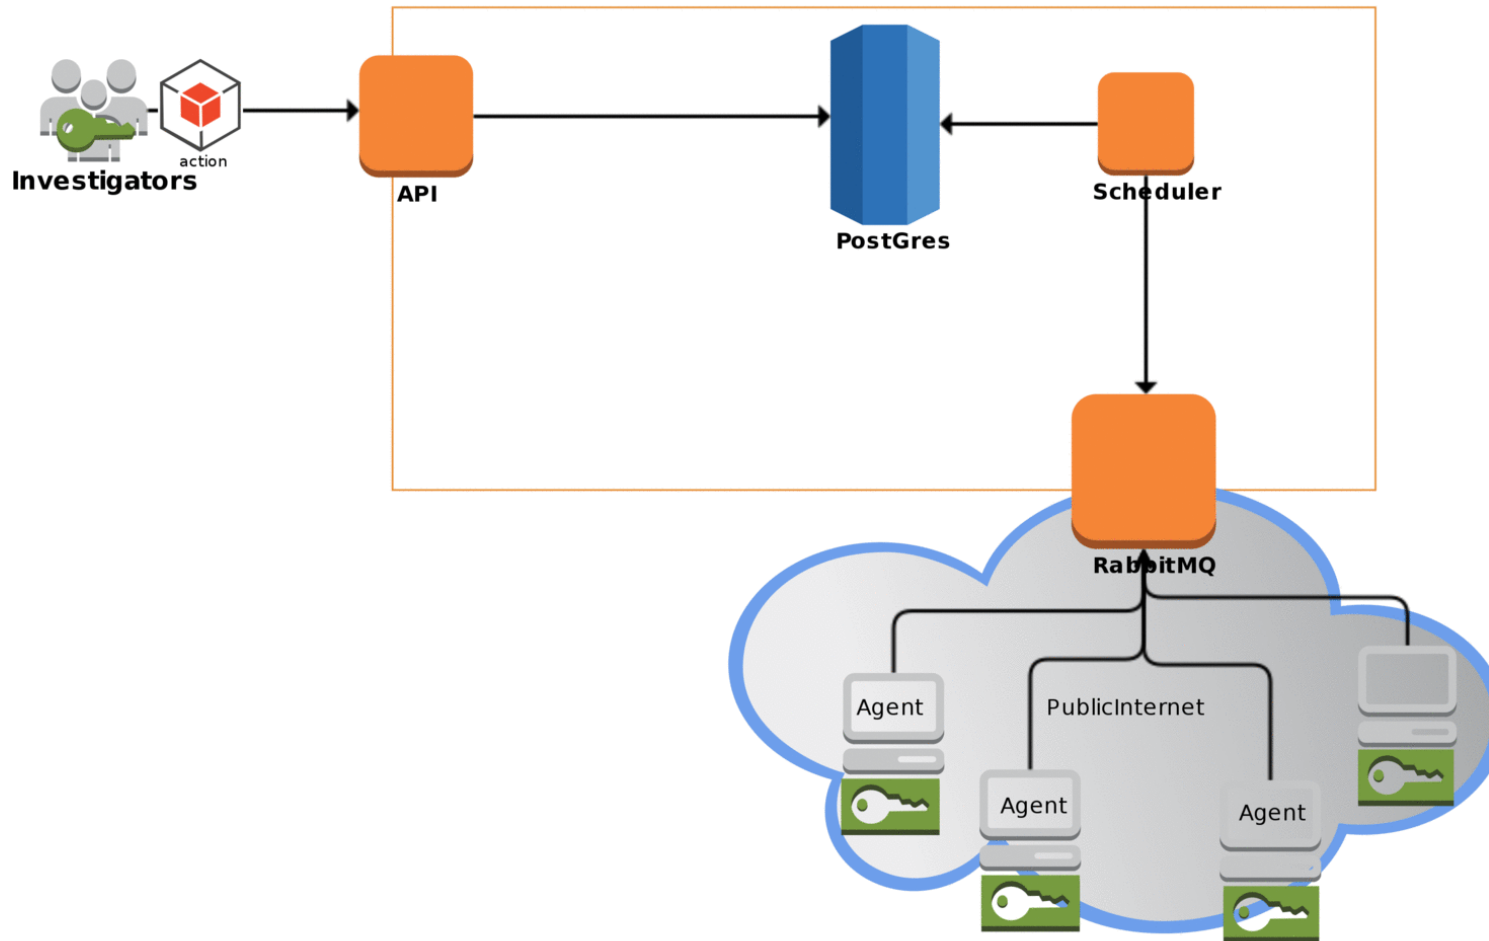 action
Investigators
API
PostGres
Scheduler
RabbitMQ
Agent
PublicInternet
Agent
Agent